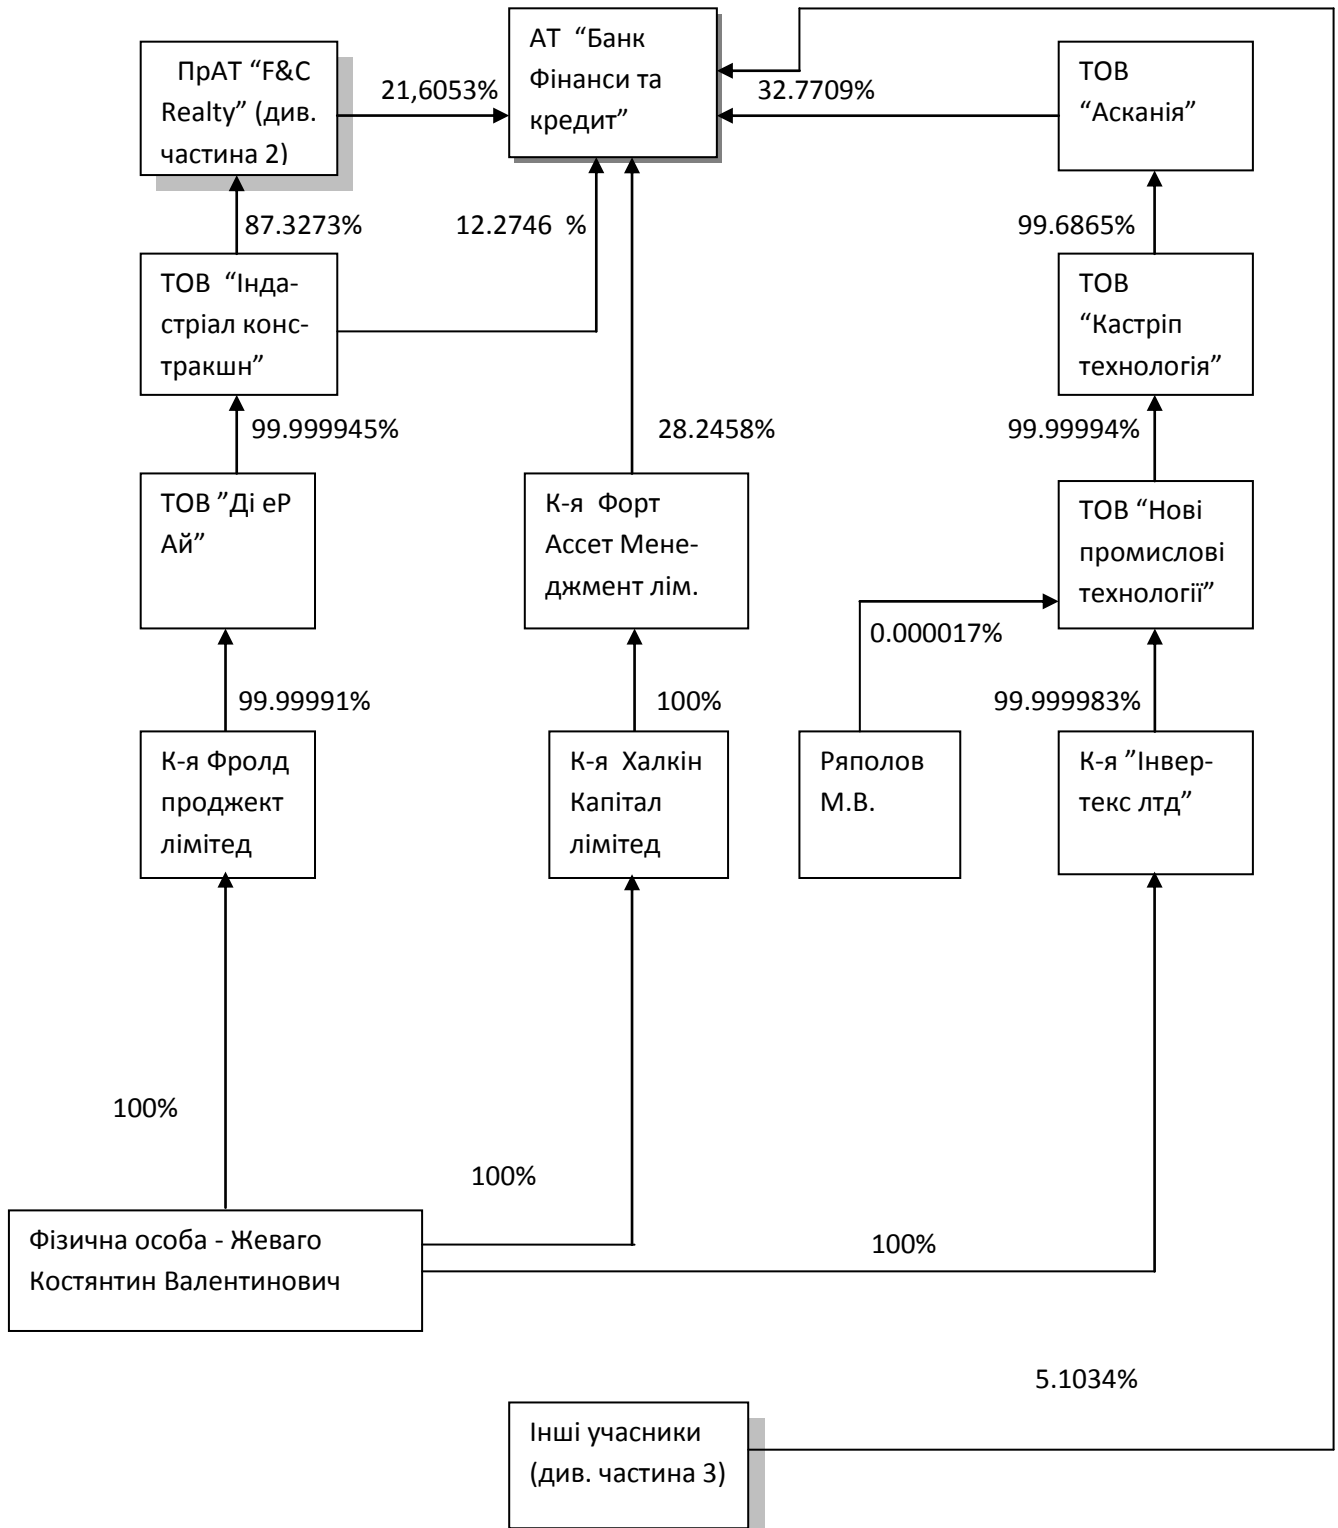 АТ “Банк
Фінанси та
кредит”
ПрАТ “F&C
Realty” (див.
частина 2)
21,6053%
32.7709%
ТОВ
“Асканія”
87.3273%
12.2746 %
99.6865%
ТОВ “Інда-
стріал конс-
тракшн”
ТОВ
“Кастріп
технологія”
99.999945%
28.2458%
99.99994%
ТОВ ”Ді еР
Ай”
К-я Форт
Ассет Мене-
джмент лім.
ТОВ “Нові
промислові
технології”
0.000017%
99.99991%
100%
99.999983%
К-я Фролд
проджект
лімітед
К-я Халкін
Капітал
лімітед
Ряполов
М.В.
К-я ”Інвер-
текс лтд”
100%
100%
100%
Фізична особа - Жеваго
Костянтин Валентинович
5.1034%
Інші учасники
(див. частина 3)